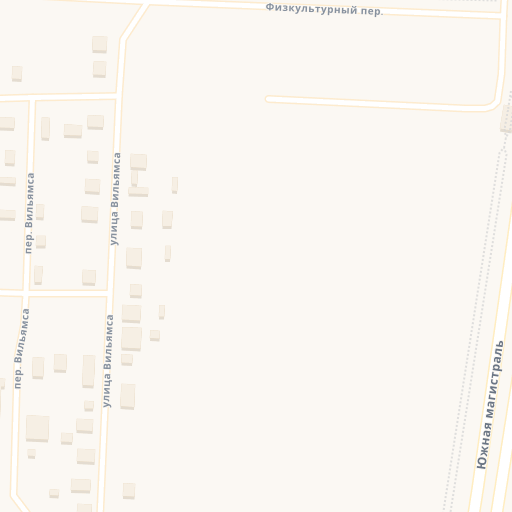 Физкультурный пер.
улица Вильямса
пер. Вильямса
улица Вильямса
пер. Вильямса
Южная магистраль